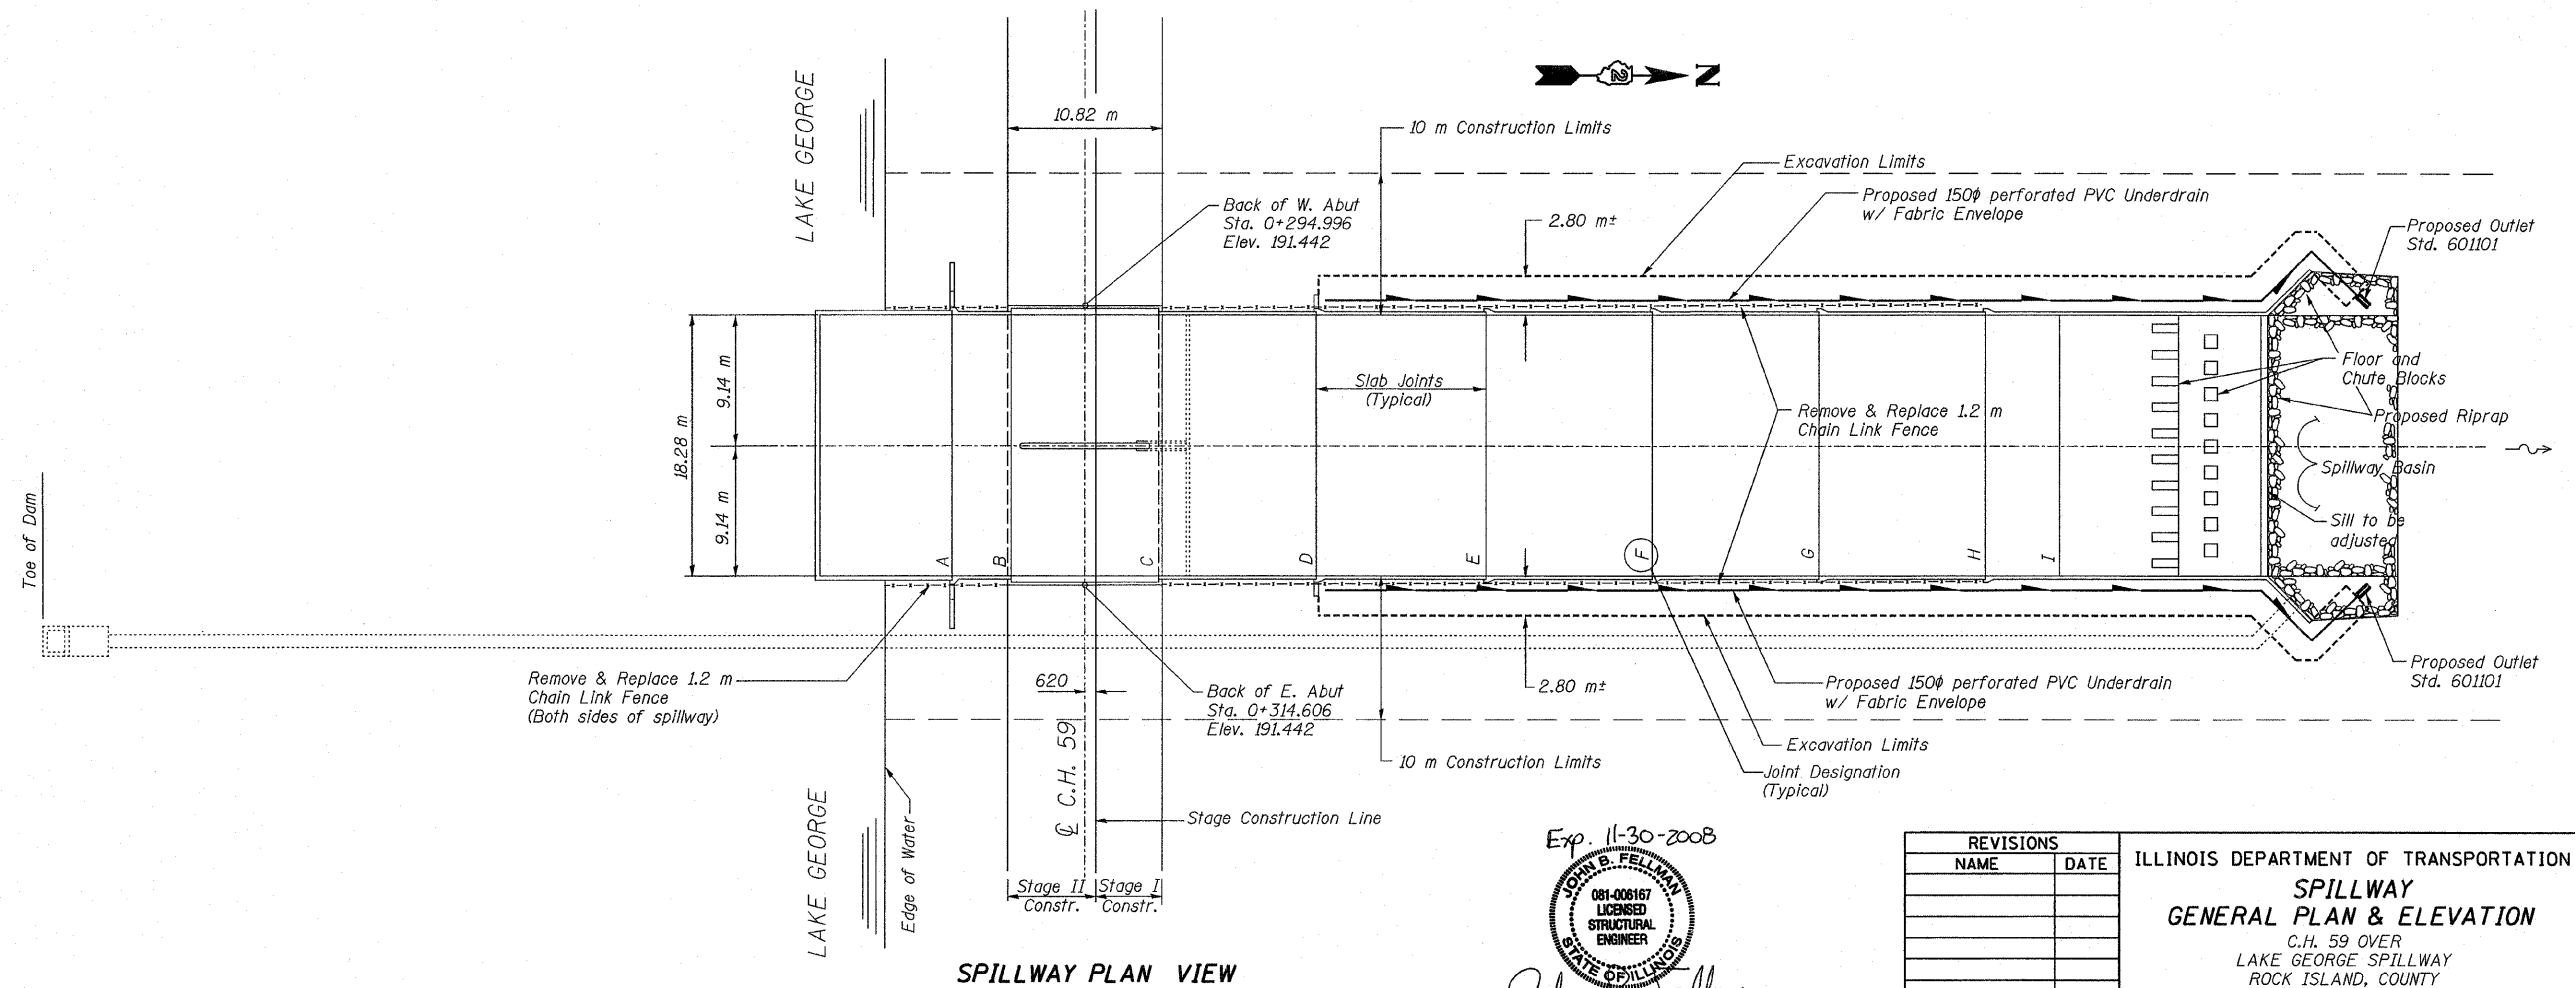 LAKE GEORGE
10.82 m
N
10 m Construction Limits
Excavation Limits
Proposed 150ϕ perforated PVC Underdrain
w/ Fabric Envelope
Back of W. Abut
Sta. 0+294.996
Elev. 191.442
2.80 m±
Proposed Outlet
Std. 601101
18.28 m
9.14 m
9.14 m
Slab Joints
(Typical)
Remove & Replace 1.2 m
Chain Link Fence
Floor and
Chute Blocks
Proposed Riprap
Spillway Basin
Sill to be
adjusted
A
B
C
D
E
F
G
H
I
Toe of Dam
Remove & Replace 1.2 m
Chain Link Fence
(Both sides of spillway)
620
Back of E. Abut
Sta. 0+314.606
Elev. 191.442
2.80 m±
Proposed 150ϕ perforated PVC Underdrain
w/ Fabric Envelope
Proposed Outlet
Std. 601101
Excavation Limits
10 m Construction Limits
Joint Designation
(Typical)
℄ C.H. 59
Stage Construction Line
LAKE GEORGE
Edge of Water
Stage II
Constr.
Stage I
Constr.
SPILLWAY PLAN VIEW
Exp. 11-30-2008
JOHN B. FELLMAN
081-006167
LICENSED
STRUCTURAL
ENGINEER
STATE OF ILLINOIS
REVISIONS
NAME
DATE
ILLINOIS DEPARTMENT OF TRANSPORTATION
SPILLWAY
GENERAL PLAN & ELEVATION
C.H. 59 OVER
LAKE GEORGE SPILLWAY
ROCK ISLAND, COUNTY